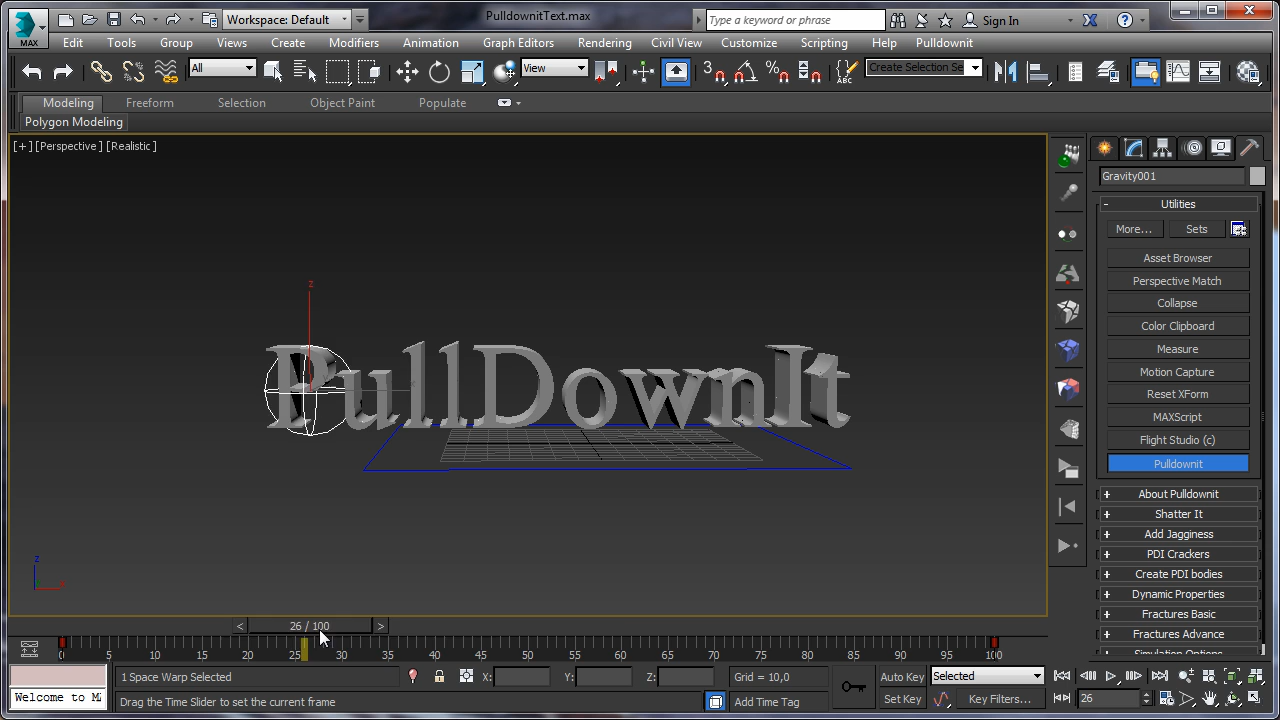 MAX
Workspace: Default
PulldownitText.max
Type a keyword or phrase
Sign In
Edit Tools Group Views Create Modifiers Animation Graph Editors Rendering Civil View Customize Scripting Help Pulldownit
All
View
3
%
ABC
Create Selection Se
Modeling Freeform Selection Object Paint Populate
Polygon Modeling
[+] [Perspective] [Realistic]
z
PullDownIt
z
x
Gravity001
- Utilities
More... Sets
Asset Browser
Perspective Match
Collapse
Color Clipboard
Measure
Motion Capture
Reset XForm
MAXScript
Flight Studio (c)
Pulldownit
+ About Pulldownit
+ Shatter It
+ Add Jagginess
+ PDI Crackers
+ Create PDI bodies
+ Dynamic Properties
+ Fractures Basic
+ Fractures Advance
Simulation Options
< 26 / 100 >
0 5 10 15 20 25 30 35 40 45 50 55 60 65 70 75 80 85 90 95 100
1 Space Warp Selected
X: Y: Z:
Grid = 10,0
Auto Key
Selected
Welcome to MA
Drag the Time Slider to set the current frame
Add Time Tag
Set Key
Key Filters...
26